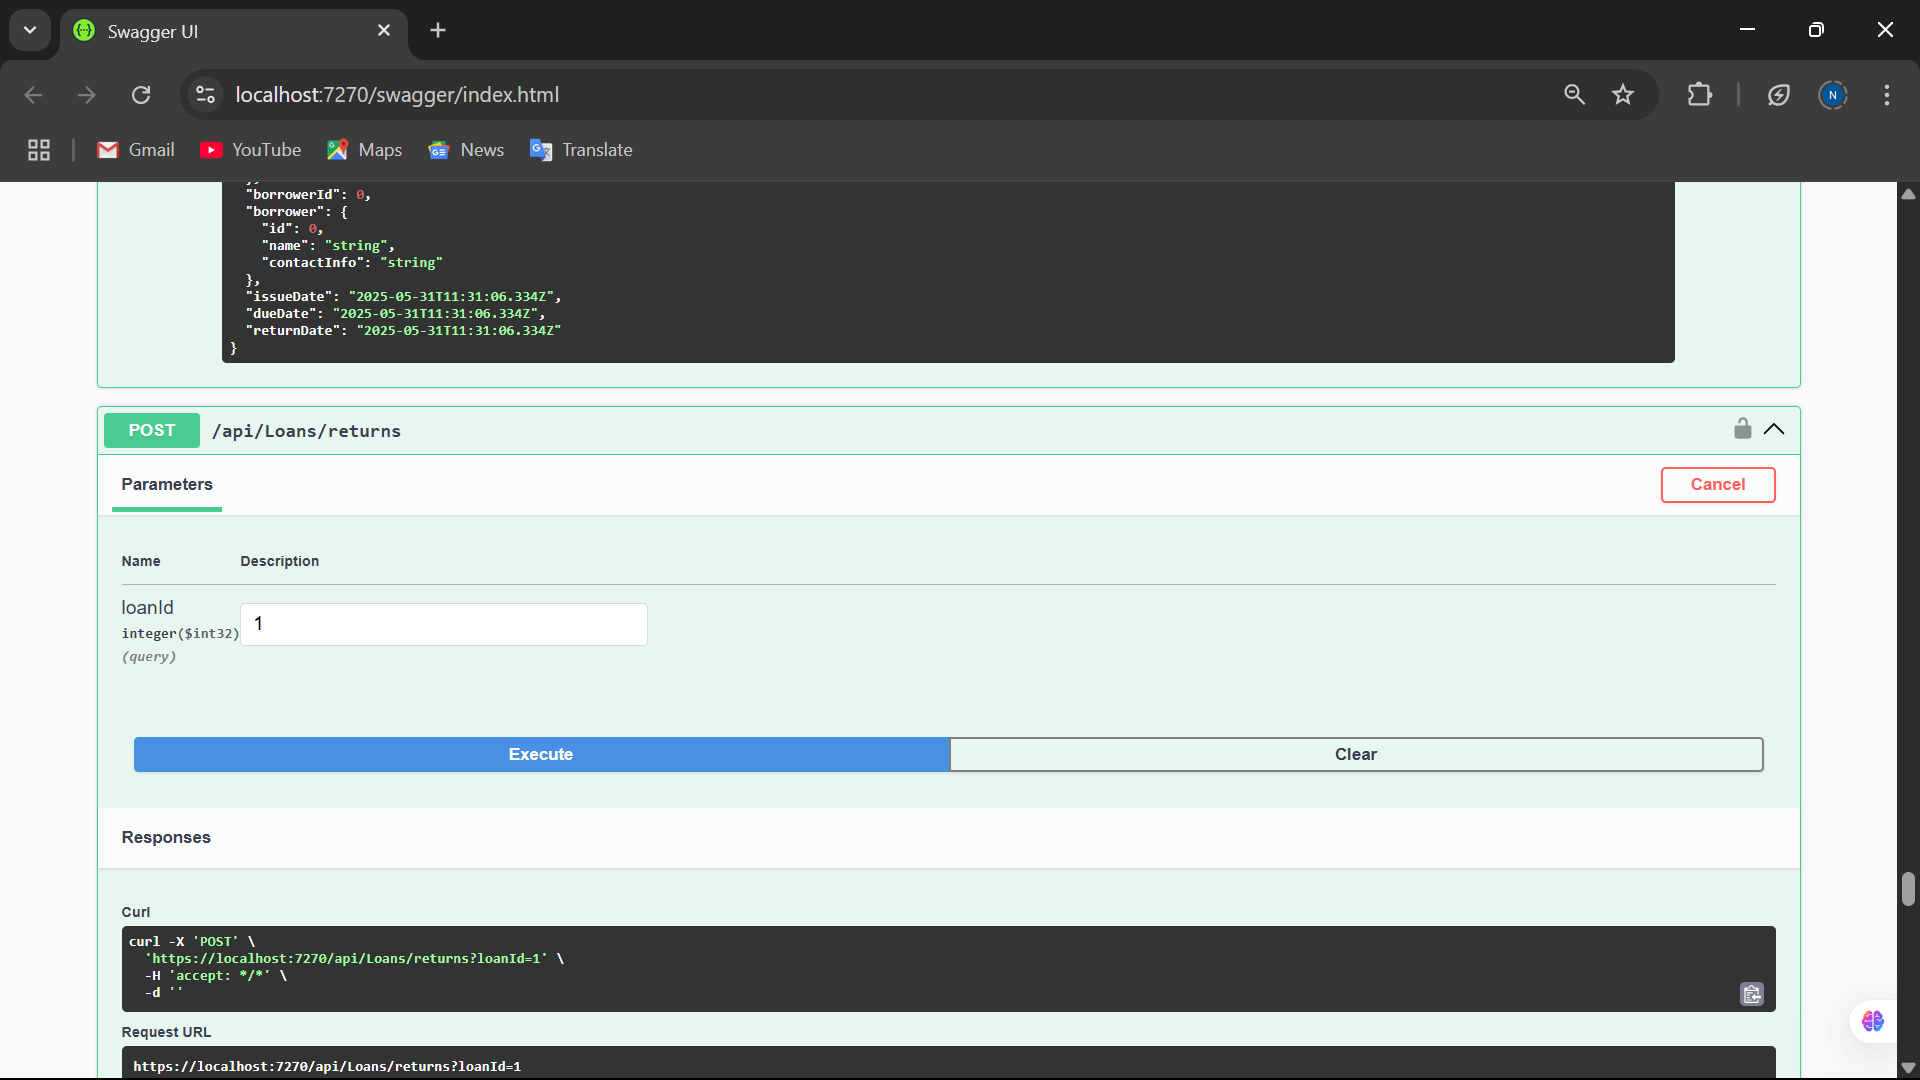 Swagger UI
localhost:7270/swagger/index.html
N
Gmail
YouTube
Maps
News
Translate
"borrowerId": 0,
"borrower": {
"id": 0,
"name": "string",
"contactInfo": "string"
},
"issueDate": "2025-05-31T11:31:06.334Z",
"dueDate": "2025-05-31T11:31:06.334Z",
"returnDate": "2025-05-31T11:31:06.334Z"
}
POST /api/Loans/returns
Parameters
Cancel
Name Description
loanId
integer($int32)
(query)
1
Execute
Clear
Responses
Curl
curl -X 'POST' \
'https://localhost:7270/api/Loans/returns?loanId=1' \
-H 'accept: */*' \
-d ''
Request URL
https://localhost:7270/api/Loans/returns?loanId=1